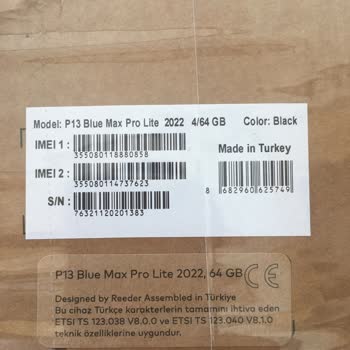 Model: P13 Blue Max Pro Lite 2022 4/64 GB Color: Black
IMEI 1 :
355080118880858
Made in Turkey
IMEI 2 :
355080114737623
8 682960 625749
S/N :
76321120201383
P13 Blue Max Pro Lite 2022, 64 GB CE
Designed by Reeder Assembled in Türkiye
Bu cihaz Türkçe karakterlerin tamamını ihtiva eden
ETSI TS 123.038 V8.0.0 ve ETSI TS 123.040 V8.1.0
teknik özelliklerine uygundur.